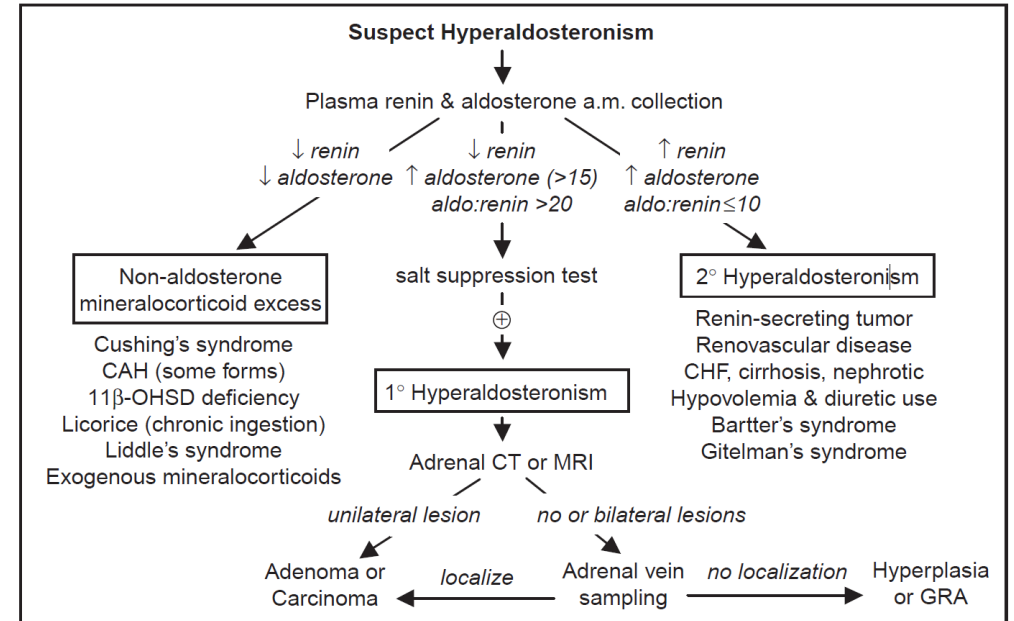 Suspect Hyperaldosteronism
Plasma renin & aldosterone a.m. collection
↓ renin
↓ aldosterone
↓ renin
↑ aldosterone (>15)
aldo:renin >20
↑ renin
↑ aldosterone
aldo:renin≤10
Non-aldosterone
mineralocorticoid excess
Cushing's syndrome
CAH (some forms)
11β-OHSD deficiency
Licorice (chronic ingestion)
Liddle's syndrome
Exogenous mineralocorticoids
salt suppression test
⊕
1° Hyperaldosteronism
2° Hyperaldosteronism
Renin-secreting tumor
Renovascular disease
CHF, cirrhosis, nephrotic
Hypovolemia & diuretic use
Bartter's syndrome
Gitelman's syndrome
Adrenal CT or MRI
unilateral lesion
no or bilateral lesions
Adenoma or
Carcinoma
localize
Adrenal vein
sampling
no localization
Hyperplasia
or GRA